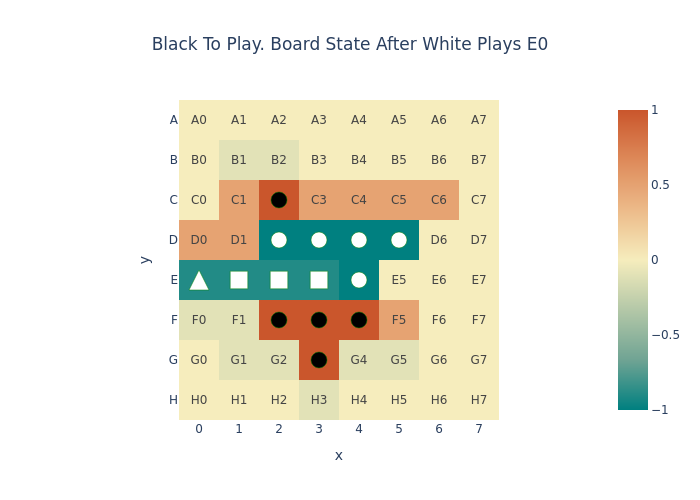 Black To Play. Board State After White Plays E0
A A0 A1 A2 A3 A4 A5 A6 A7
B B0 B1 B2 B3 B4 B5 B6 B7
C C0 C1 C3 C4 C5 C6 C7
D D0 D1 D6 D7
E E5 E6 E7
F F0 F1 F5 F6 F7
G G0 G1 G2 G4 G5 G6 G7
H H0 H1 H2 H3 H4 H5 H6 H7
0 1 2 3 4 5 6 7
x
y
1
0.5
0
−0.5
−1